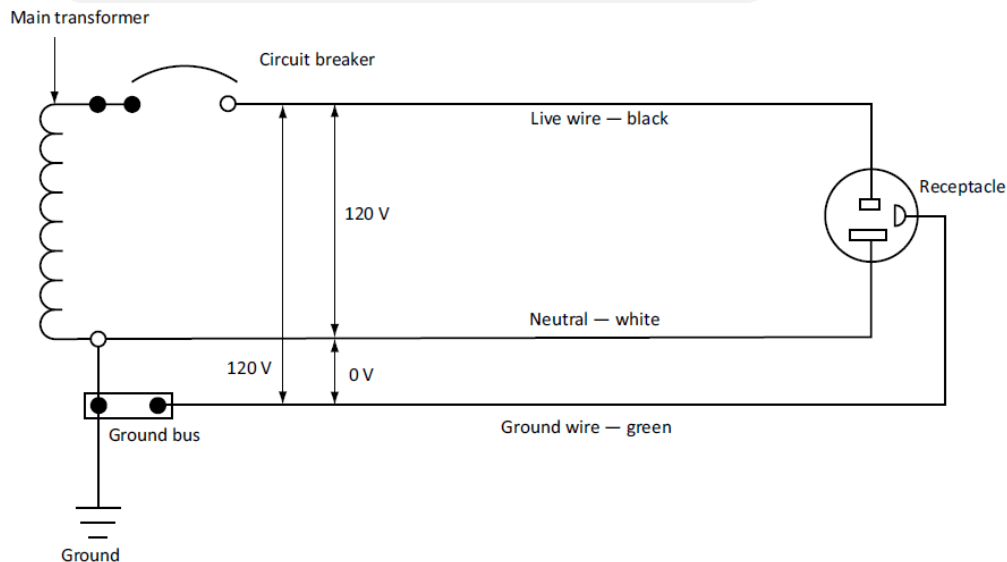 Main transformer
Circuit breaker
Live wire — black
Receptacle
120 V
Neutral — white
120 V
0 V
Ground wire — green
Ground bus
Ground